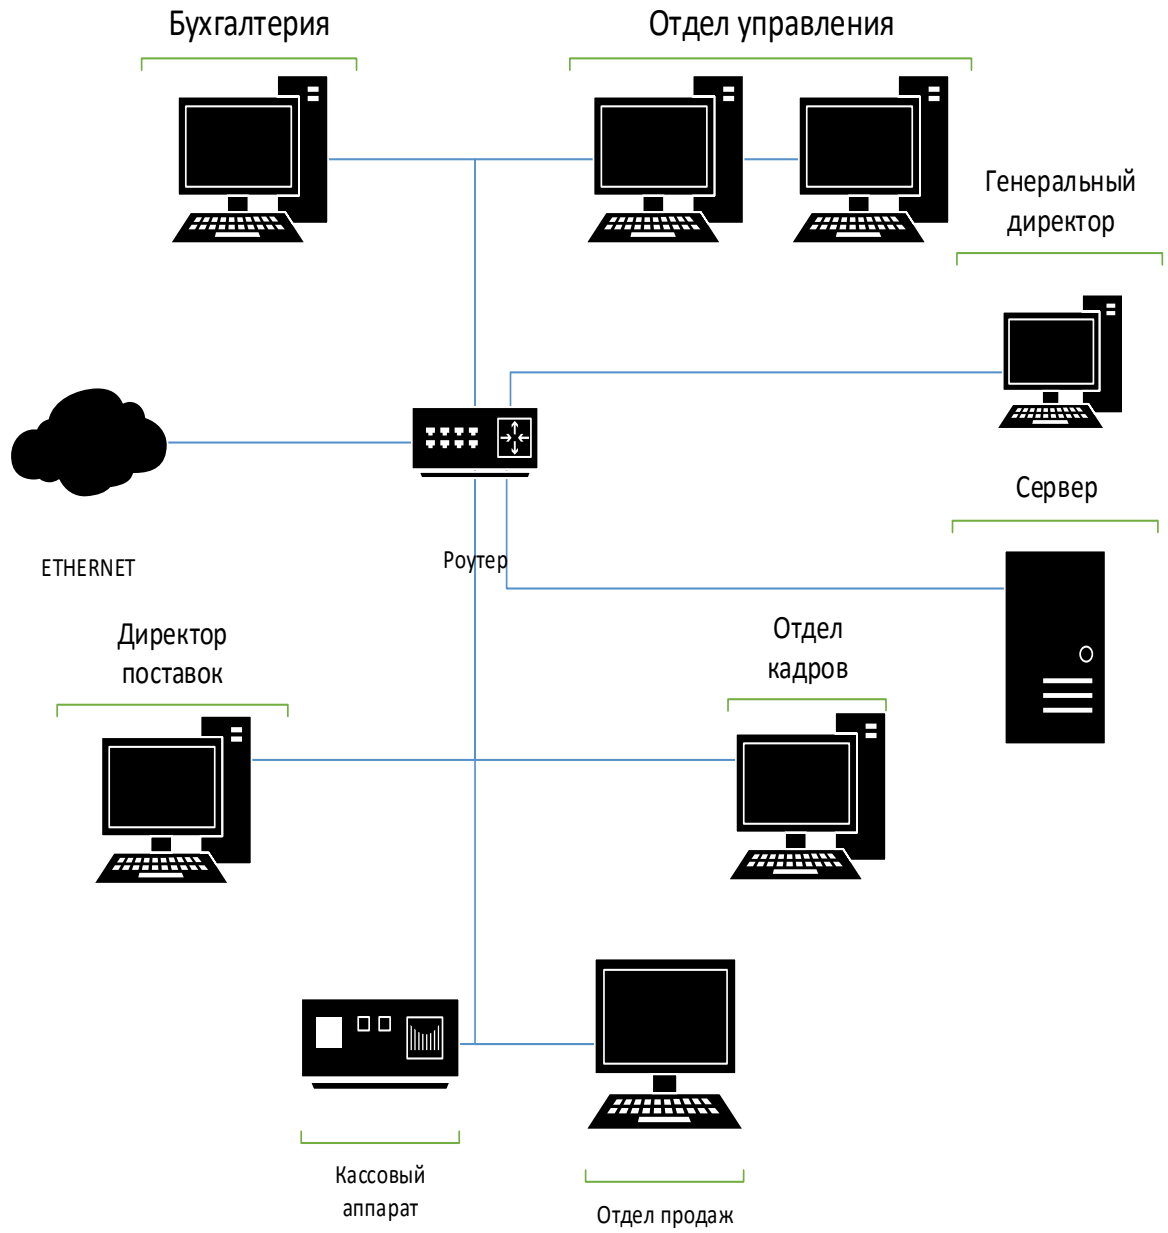 Бухгалтерия
Отдел управления
Генеральный
директор
Сервер
ETHERNET
Роутер
Директор
поставок
Отдел
кадров
Кассовый
аппарат
Отдел продаж